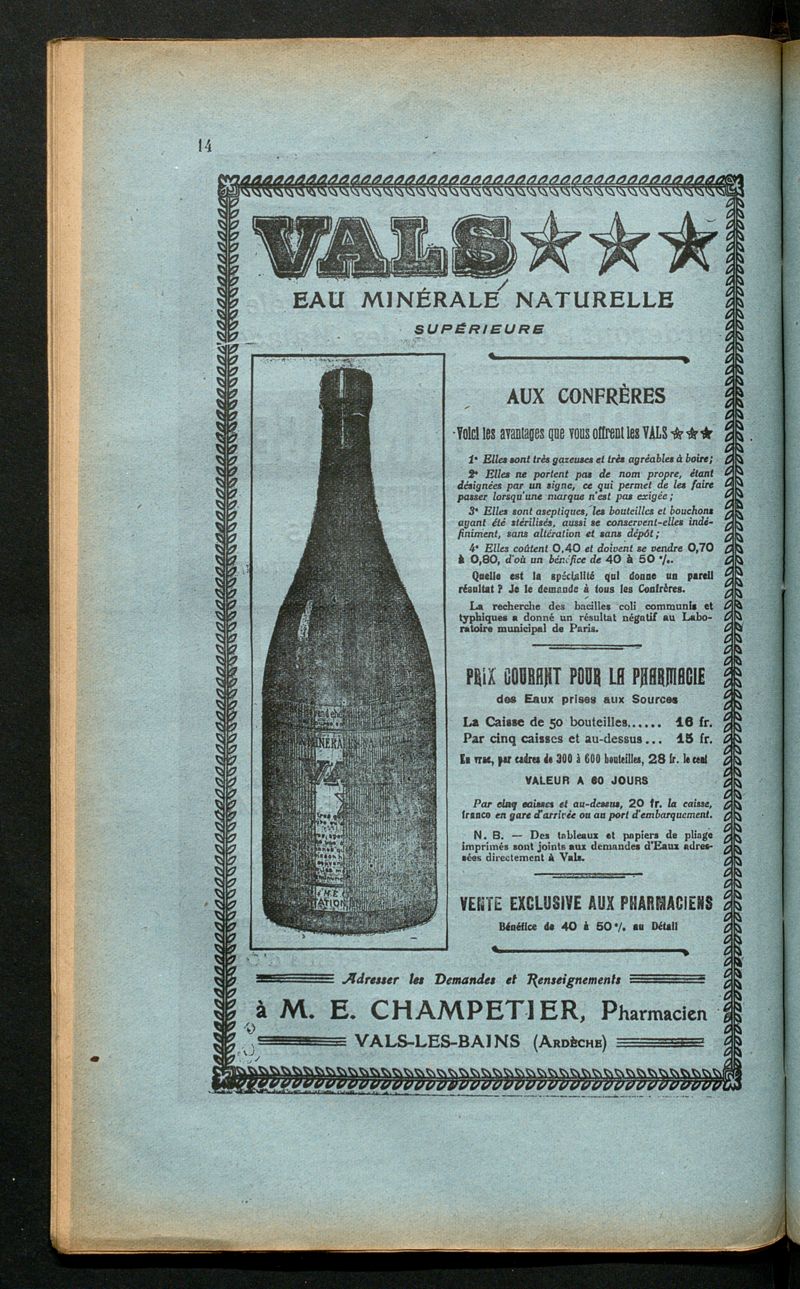 14
VALS
EAU MINÉRALE NATURELLE
SUPÉRIEURE
AUX CONFRÈRES
Voici les avantages que vous offrent les VALS ★★★
1° Elles sont très gazeuses et très agréables à boire;
2° Elles ne portent pas de nom propre, étant
désignées par un signe, ce qui permet de les faire
passer lorsqu'une marque n'est pas exigée;
3° Elles sont aseptiques, les bouteilles et bouchons
ayant été stérilisés, aussi se conservent-elles indé-
finiment, sans altération et sans dépôt;
4° Elles coûtent 0,40 et doivent se vendre 0,70
à 0,80, d'où un bénéfice de 40 à 50 %.
Quelle est la spécialité qui donne un pareil
résultat ? Je le demande à tous les Confrères.
La recherche des bacilles coli communis et
typhiques a donné un résultat négatif au Labo-
ratoire municipal de Paris.
PRIX COURANT POUR LA PHARMACIE
des Eaux prises aux Sources
La Caisse de 50 bouteilles...... 16 fr.
Par cinq caisses et au-dessus... 15 fr.
En vrac, par cadres de 300 à 600 bouteilles, 28 fr. le cent
VALEUR A 60 JOURS
Par cinq caisses et au-dessus, 20 fr. la caisse,
franco en gare d'arrivée ou au port d'embarquement.
N. B. — Des tableaux et papiers de pliage
imprimés sont joints aux demandes d'Eaux adres-
sées directement à Vals.
VENTE EXCLUSIVE AUX PHARMACIENS
Bénéfice de 40 à 50 % au Détail
MINÉRALE NA
VA
TATION
Adresser les Demandes et Renseignements
à M. E. CHAMPETIER, Pharmacien
VALS-LES-BAINS (ARDÈCHE)